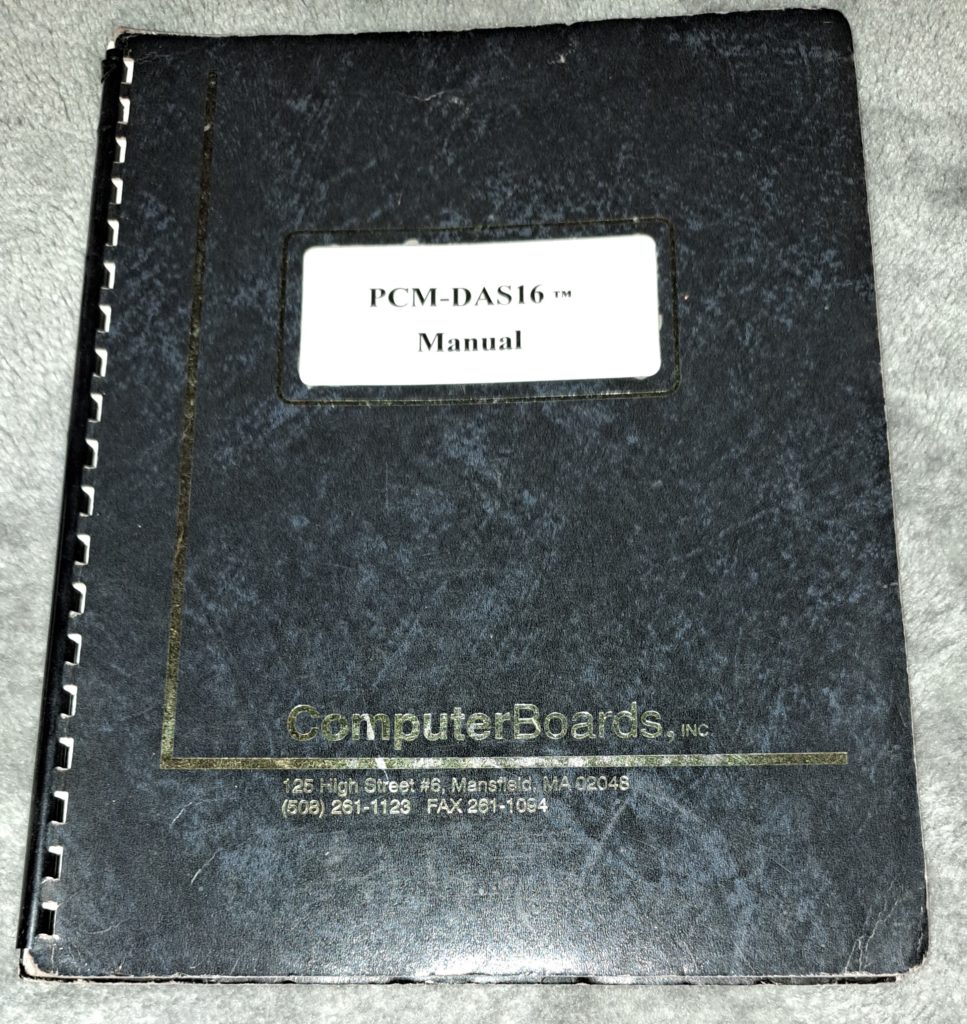 PCM-DAS16 ™
Manual
ComputerBoards, INC
125 High Street #6, Mansfield, MA 02048
(508) 261-1123 FAX 261-1094